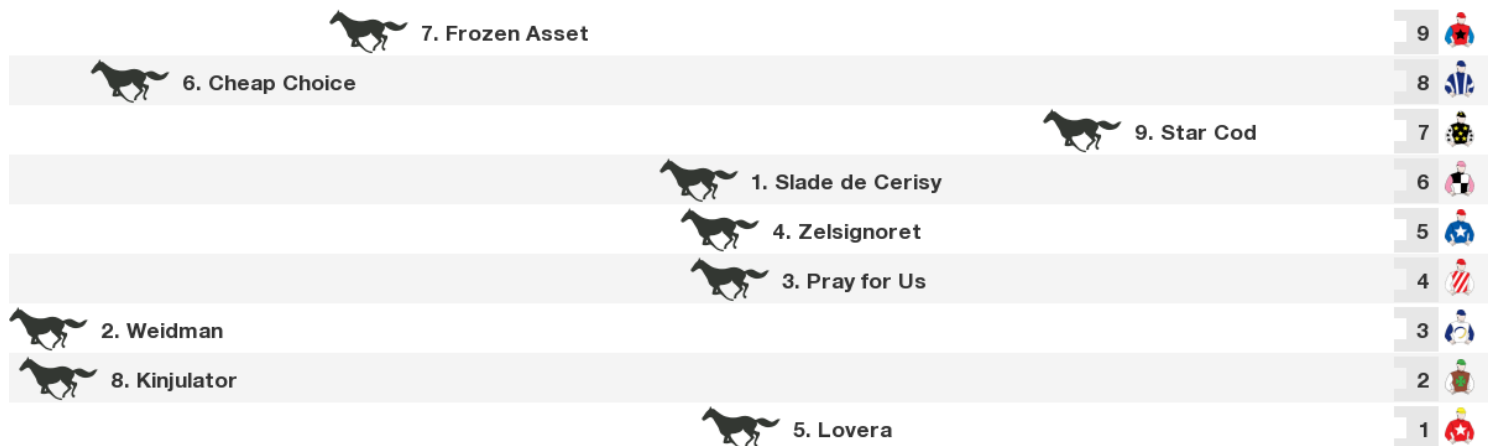 7. Frozen Asset 9
6. Cheap Choice 8
9. Star Cod 7
1. Slade de Cerisy 6
4. Zelsignoret 5
3. Pray for Us 4
2. Weidman 3
8. Kinjulator 2
5. Lovera 1